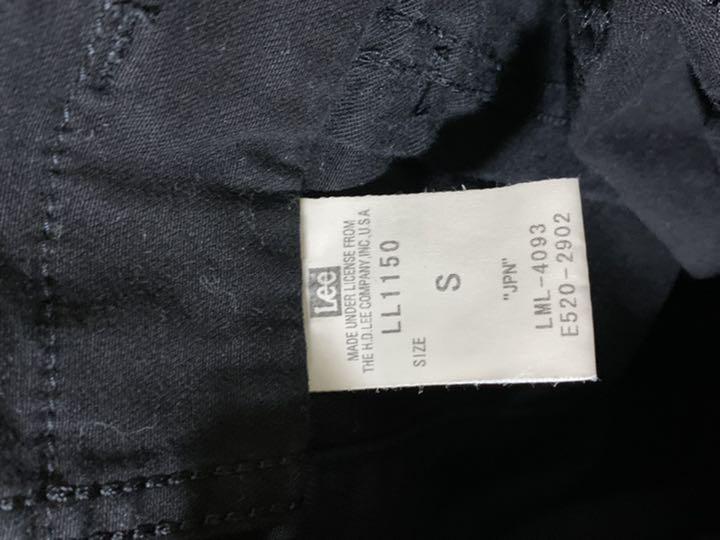 Lee
MADE UNDER LICENSE FROM
THE H.D.LEE COMPANY,INC,U.S.A
LL1150
SIZE
S
"JPN"
LML-4093
E520-2902